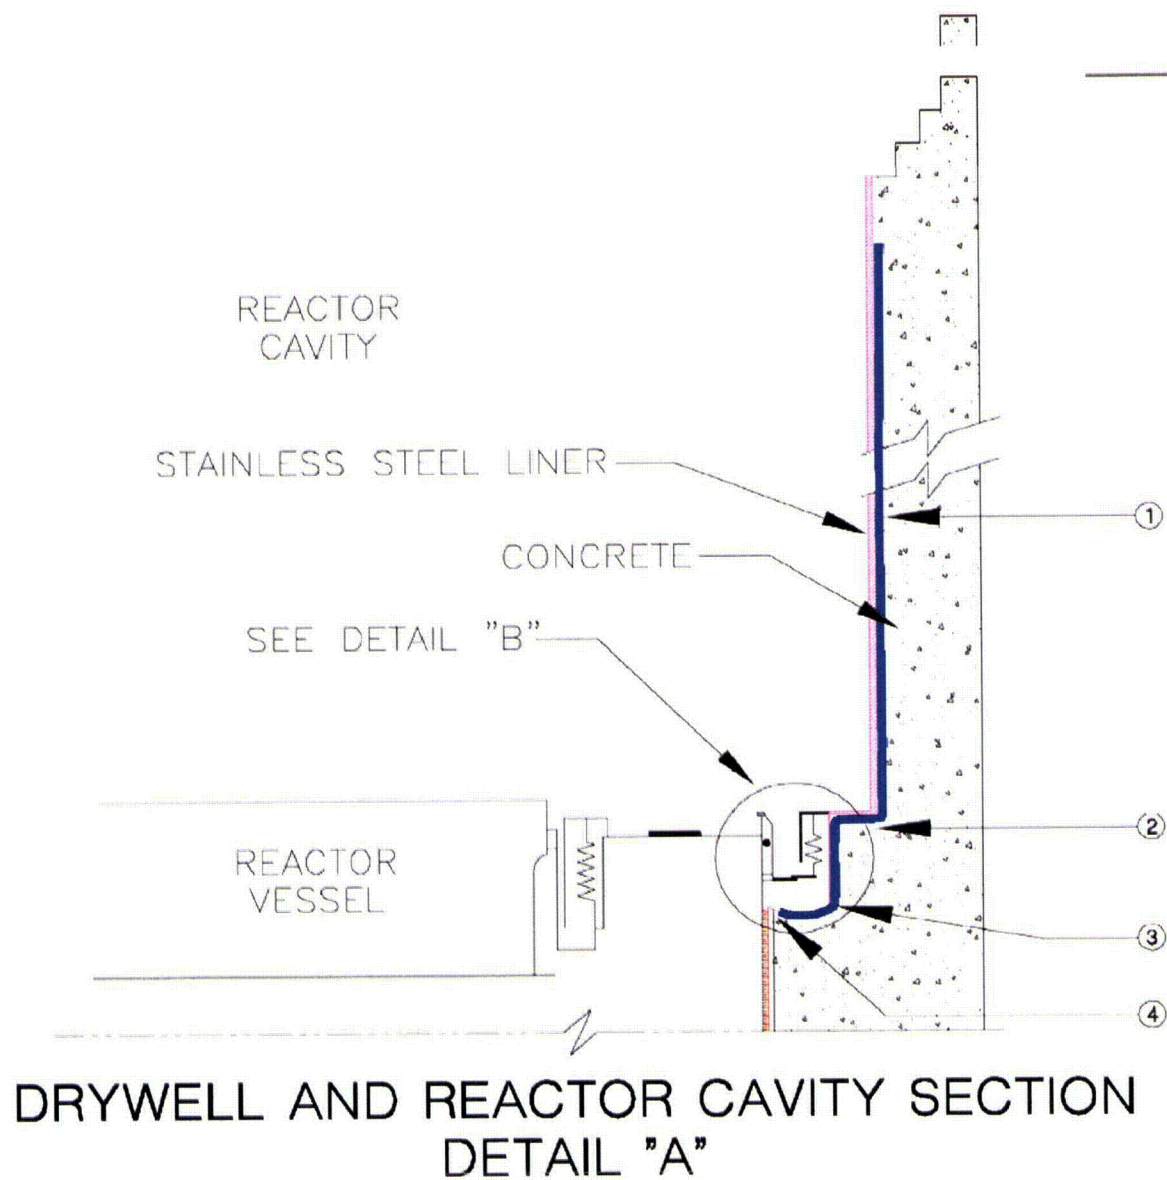 REACTOR
CAVITY
STAINLESS STEEL LINER
1
CONCRETE
SEE DETAIL "B"
2
REACTOR
VESSEL
3
4
DRYWELL AND REACTOR CAVITY SECTION
DETAIL "A"